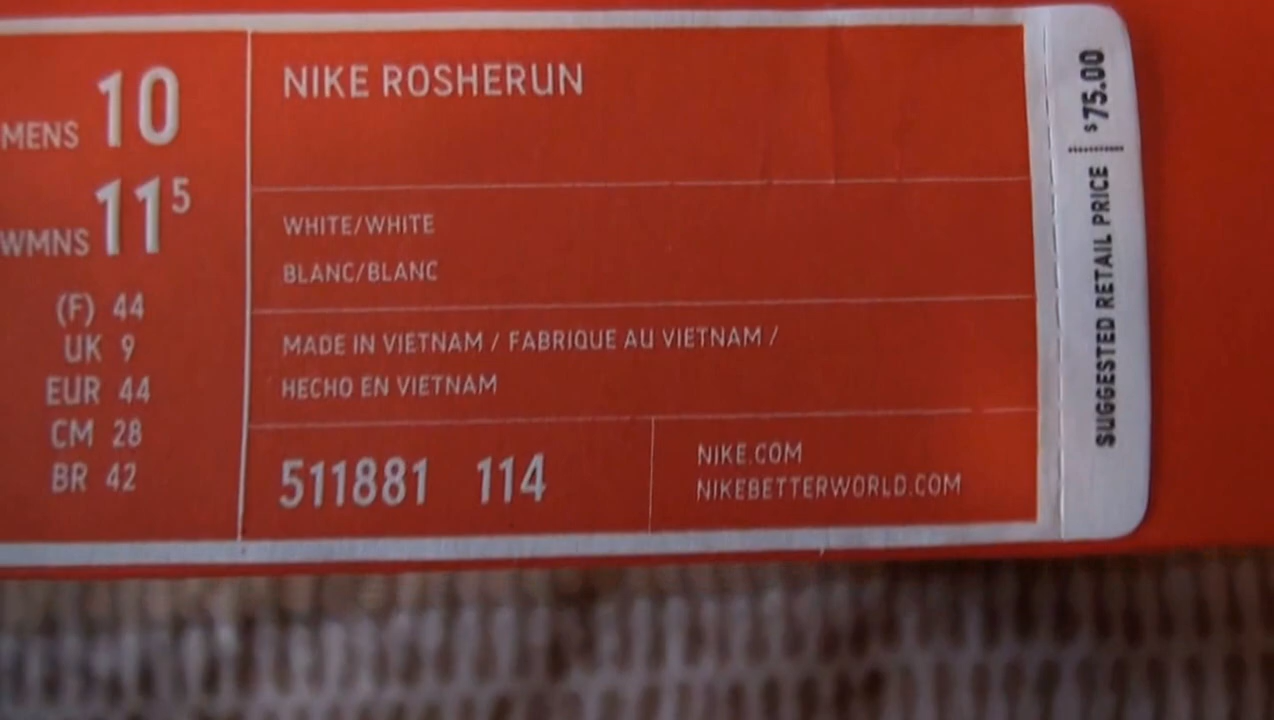 MENS 10
WMNS 11 5
(F) 44
UK 9
EUR 44
CM 28
BR 42
NIKE ROSHERUN
WHITE/WHITE
BLANC/BLANC
MADE IN VIETNAM / FABRIQUE AU VIETNAM /
HECHO EN VIETNAM
511881 114
NIKE.COM
NIKEBETTERWORLD.COM
SUGGESTED RETAIL PRICE $75.00